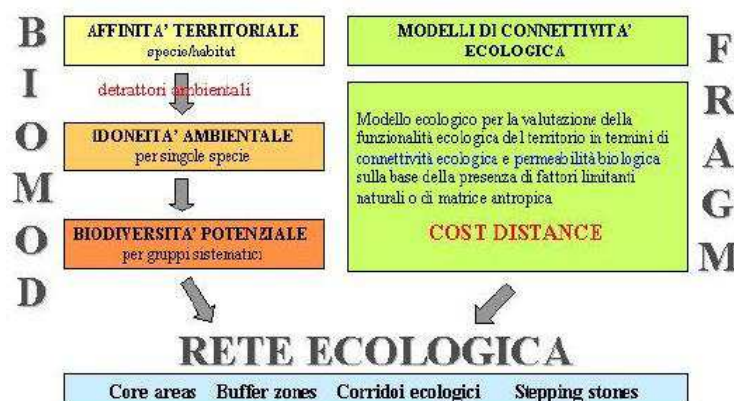 BIOMOD
AFFINITA' TERRITORIALE
specie/habitat
detrattori ambientali
IDONEITA' AMBIENTALE
per singole specie
BIODIVERSITA' POTENZIALE
per gruppi sistematici
MODELLI DI CONNETTIVITA'
ECOLOGICA
Modello ecologico per la valutazione della
funzionalità ecologica del territorio in termini di
connettività ecologica e permeabilità biologica
sulla base della presenza di fattori limitanti
naturali o di matrice antropica
COST DISTANCE
FRAGM
RETE ECOLOGICA
Core areas Buffer zones Corridoi ecologici Stepping stones